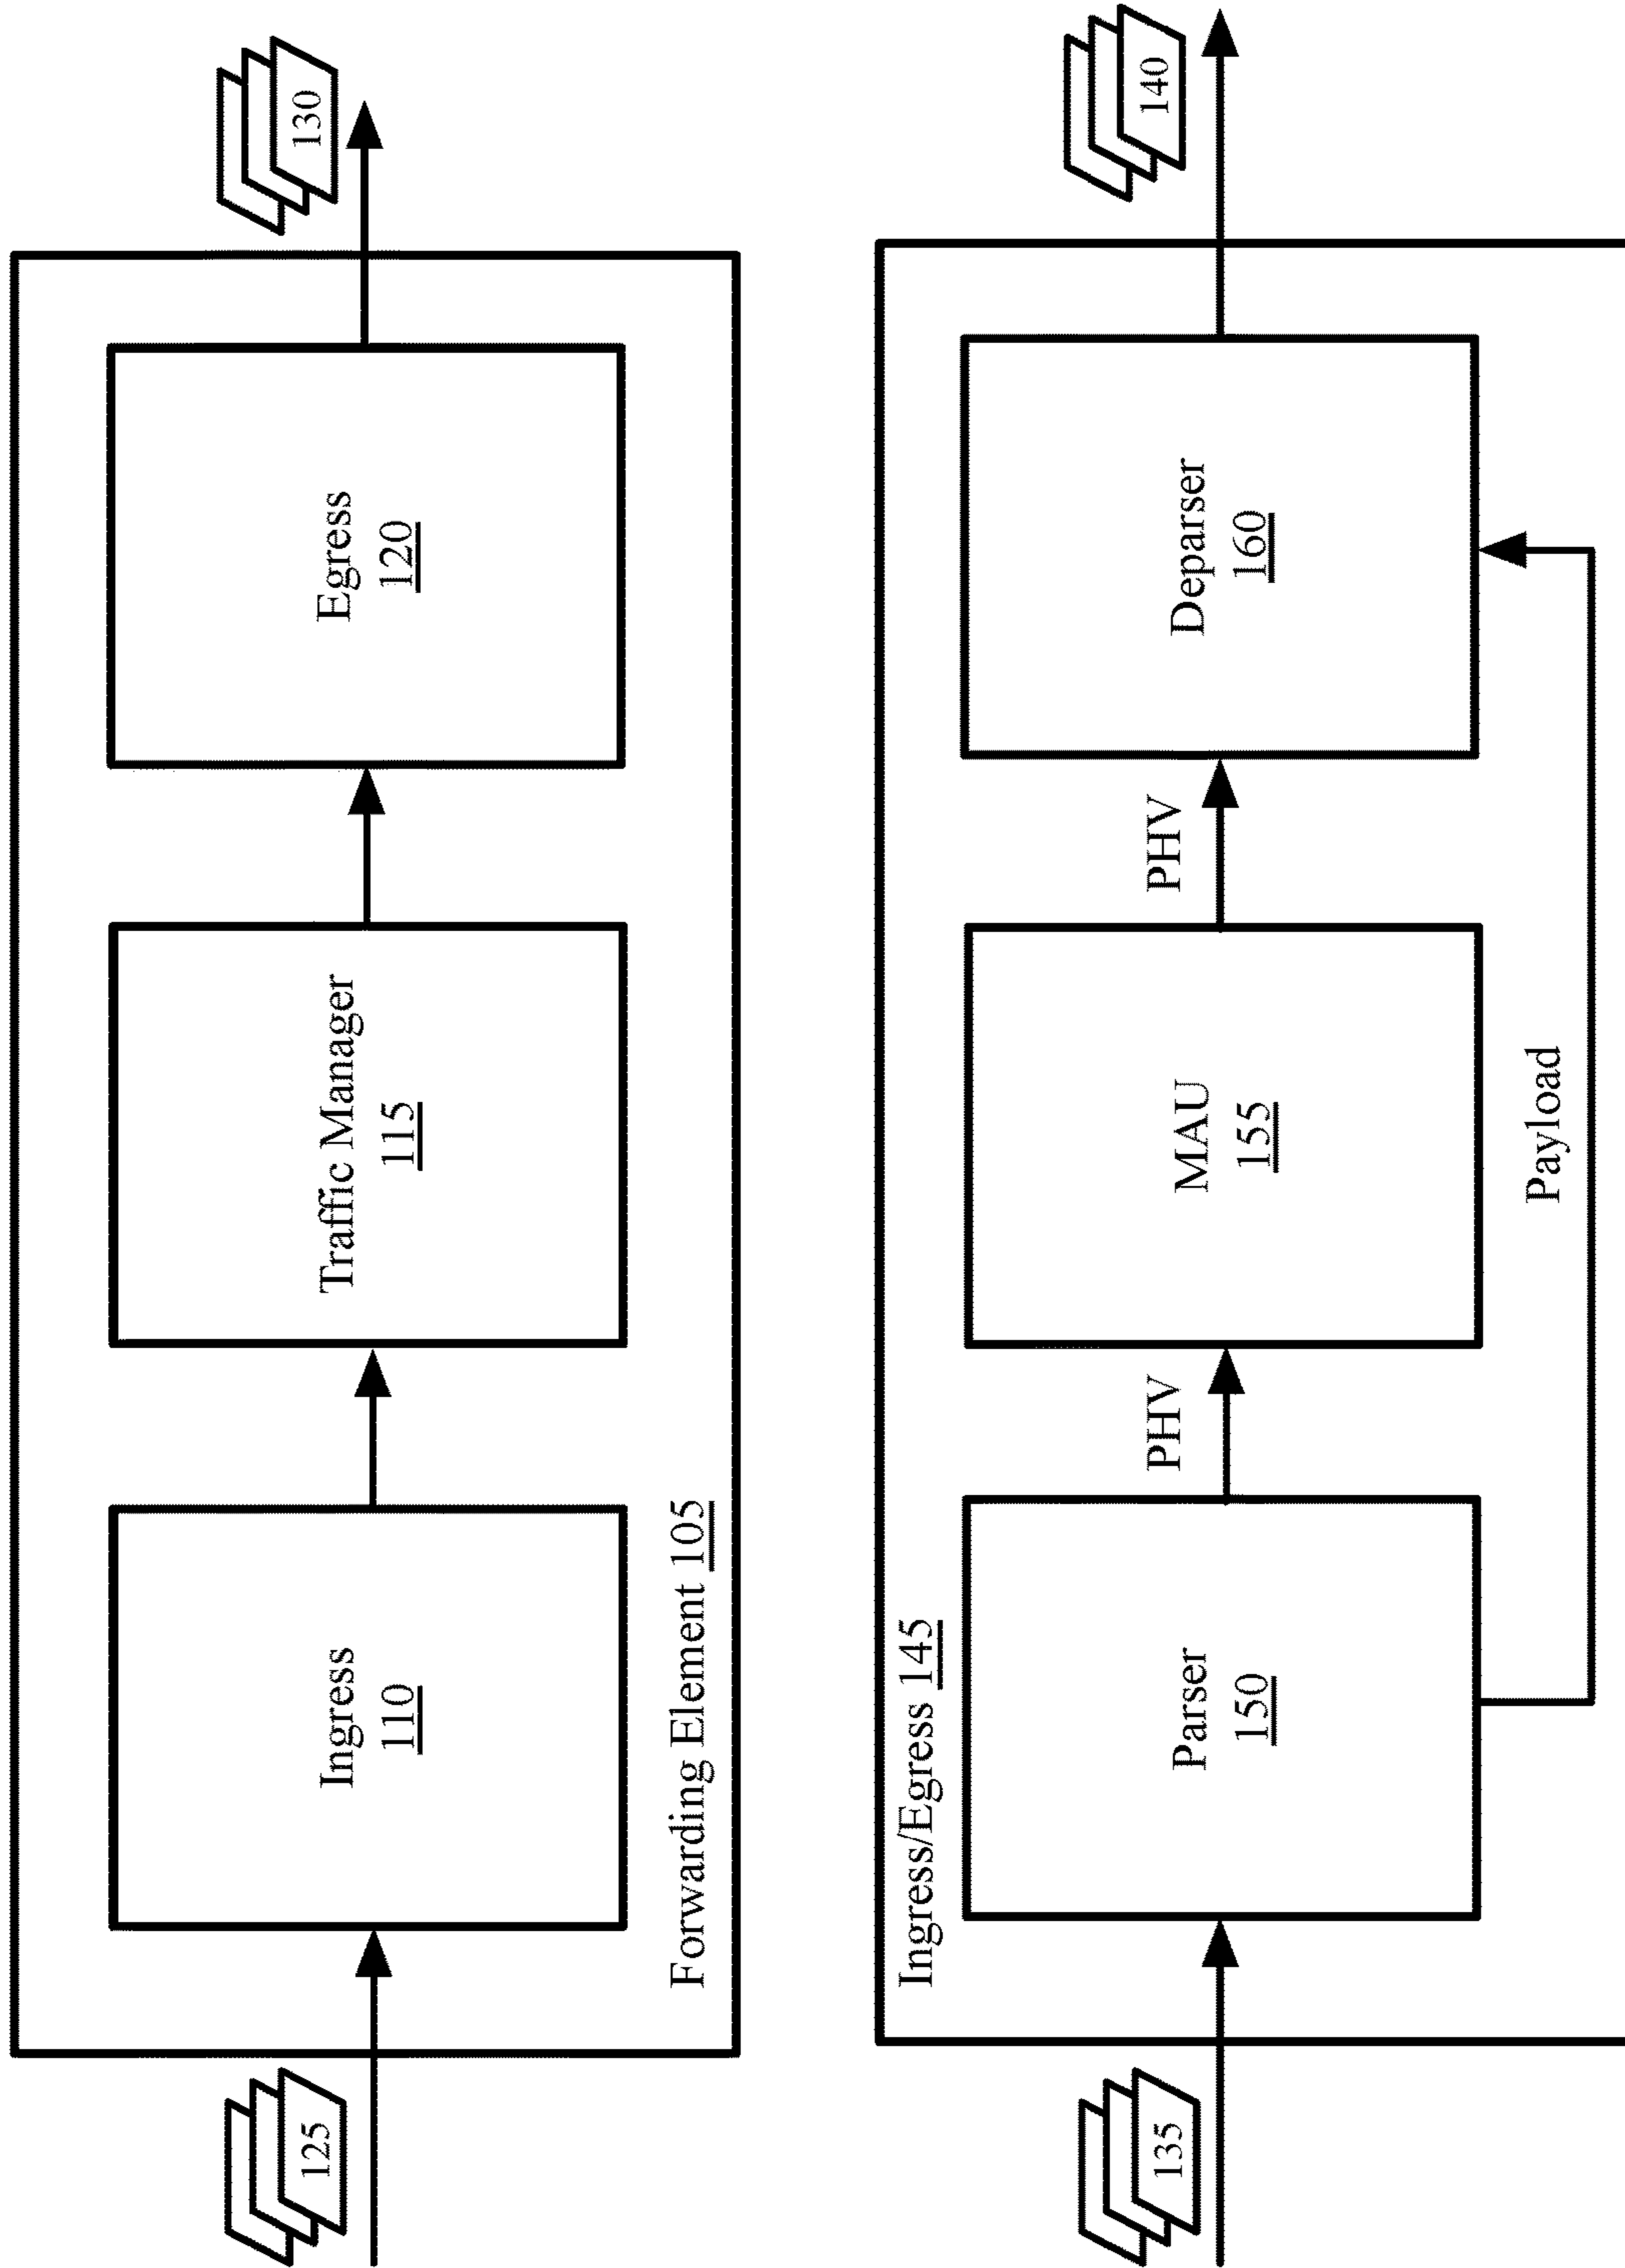 125
Ingress
110
Traffic Manager
115
Egress
120
130
Forwarding Element 105
Ingress/Egress 145
135
Parser
150
PHV
MAU
155
PHV
Deparser
160
140
Payload